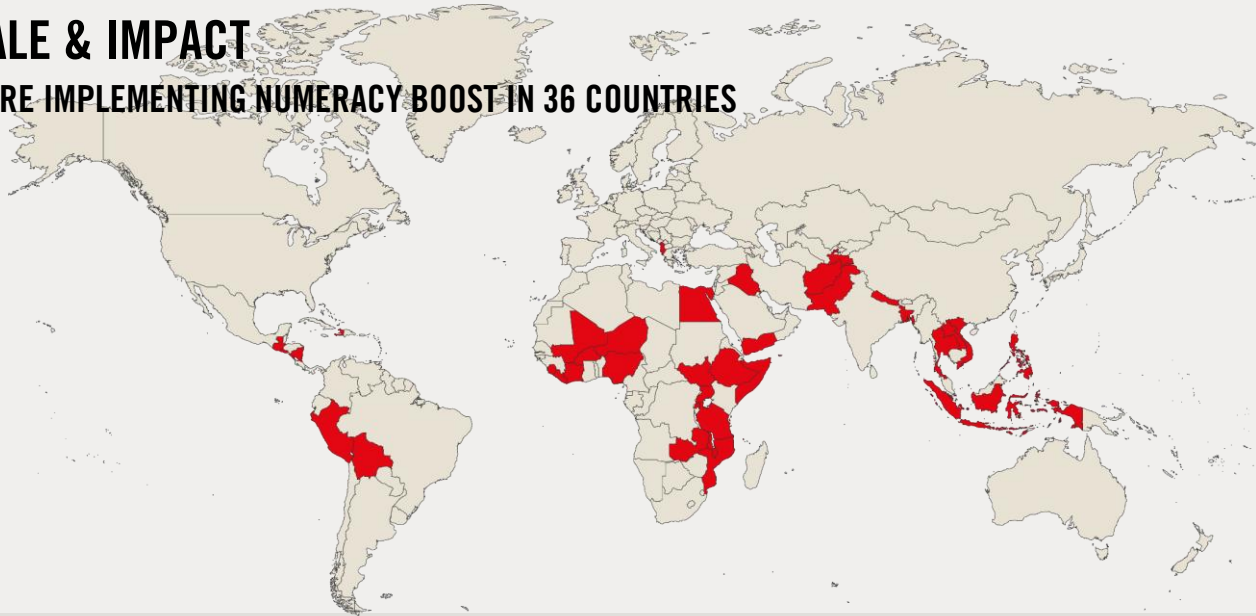 ALE & IMPACT
RE IMPLEMENTING NUMERACY BOOST IN 36 COUNTRIES